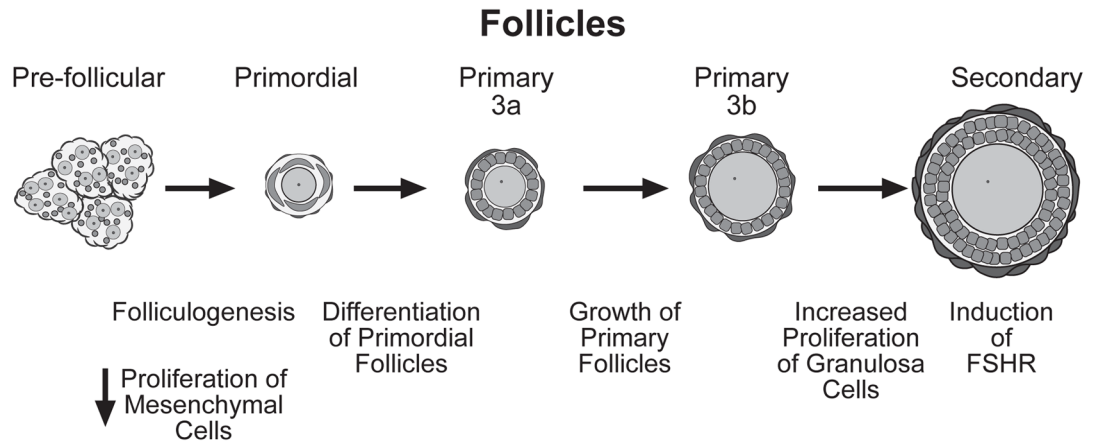 Follicles
Pre-follicular
Primordial
Primary
3a
Primary
3b
Secondary
Folliculogenesis
Proliferation of
Mesenchymal
Cells
Differentiation
of Primordial
Follicles
Growth of
Primary
Follicles
Increased
Proliferation
of Granulosa
Cells
Induction
of
FSHR